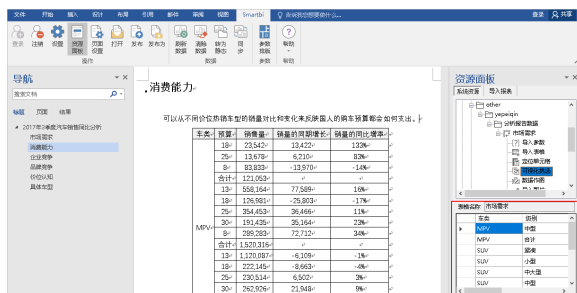 文件 开始 插入 设计 布局 引用 邮件 审阅 视图 Smartbi 告诉我您想要做什么... 登录 共享
登录 注销 设置 资源面板 页面设置 打开 发布 发布为 刷新数据 清除数据 转为静态 同步 参数面板 帮助
操作 数据 参数 帮助
导航
搜索文档
标题 页面 结果
2017年2季度汽车销售同比分析
市场需求
消费能力
企业竞争
品牌竞争
价位认知
具体车型
消费能力
可以从不同价位热销车型的销量对比和变化来反映国人的购车预算都会如何支出。
车类 预算 销售量 销量的同期增长 销量的同比增率
18 23,542 13,422 133%
25 13,678 6,210 83%
8 83,833 -13,970 -14%
合计 121,053
13 558,164 77,589 16%
18 126,981 -25,803 -17%
25 354,453 36,466 11%
30 191,435 35,164 23%
MPV 8 289,283 72,712 34%
合计 1,520,316
13 1,120,087 -6,109 -1%
18 222,145 -8,663 -4%
25 230,514 6,502 3%
30 262,926 21,948 9%
资源面板
系统资源 导入报表
other
yepeiqin
分析报告数据
市场需求
导入参数
导入表格
定位单元格
可视化跳选
数据作图
表格名称: 市场需求
车类 级别
MPV 中型
MPV 合计
SUV 紧凑
SUV 小型
SUV 中大型
SUV 中型